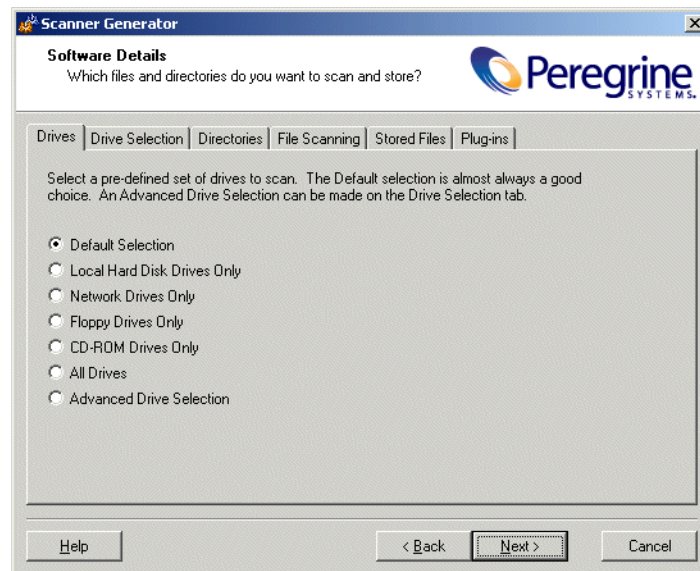 Scanner Generator
Software Details
Which files and directories do you want to scan and store?
Peregrine
SYSTEMS.
Drives Drive Selection Directories File Scanning Stored Files Plug-ins
Select a pre-defined set of drives to scan. The Default selection is almost always a good
choice. An Advanced Drive Selection can be made on the Drive Selection tab.
Default Selection
Local Hard Disk Drives Only
Network Drives Only
Floppy Drives Only
CD-ROM Drives Only
All Drives
Advanced Drive Selection
Help < Back Next > Cancel